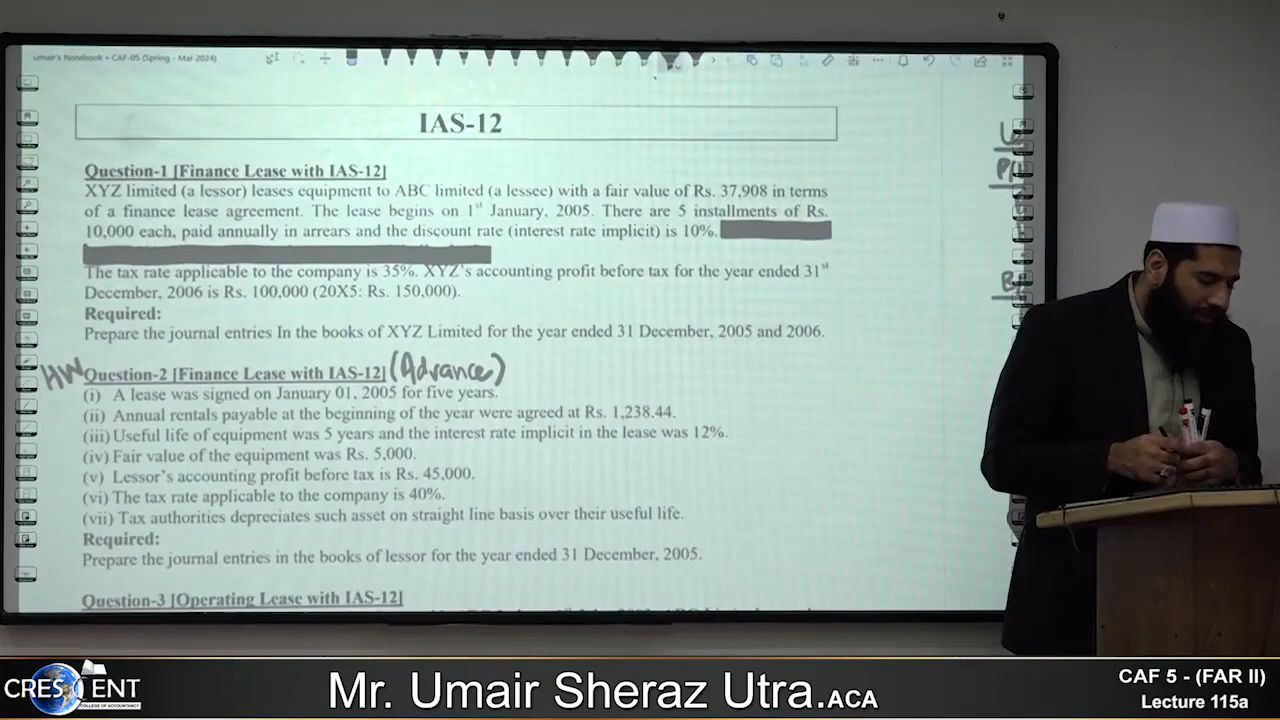 umair's Notebook • CAF-05 (Spring - Mar 2024)
IAS-12
Question-1 [Finance Lease with IAS-12]
XYZ limited (a lessor) leases equipment to ABC limited (a lessee) with a fair value of Rs. 37,908 in terms
of a finance lease agreement. The lease begins on 1st January, 2005. There are 5 installments of Rs.
10,000 each, paid annually in arrears and the discount rate (interest rate implicit) is 10%.
The tax rate applicable to the company is 35%. XYZ's accounting profit before tax for the year ended 31st
December, 2006 is Rs. 100,000 (20X5: Rs. 150,000).
Required:
Prepare the journal entries In the books of XYZ Limited for the year ended 31 December, 2005 and 2006.
HW Question-2 [Finance Lease with IAS-12] (Advance)
(i) A lease was signed on January 01, 2005 for five years.
(ii) Annual rentals payable at the beginning of the year were agreed at Rs. 1,238.44.
(iii) Useful life of equipment was 5 years and the interest rate implicit in the lease was 12%.
(iv) Fair value of the equipment was Rs. 5,000.
(v) Lessor's accounting profit before tax is Rs. 45,000.
(vi) The tax rate applicable to the company is 40%.
(vii) Tax authorities depreciates such asset on straight line basis over their useful life.
Required:
Prepare the journal entries in the books of lessor for the year ended 31 December, 2005.
Question-3 [Operating Lease with IAS-12]
CRESCENT
COLLEGE OF ACCOUNTANCY
Mr. Umair Sheraz Utra.ACA
CAF 5 - (FAR II)
Lecture 115a